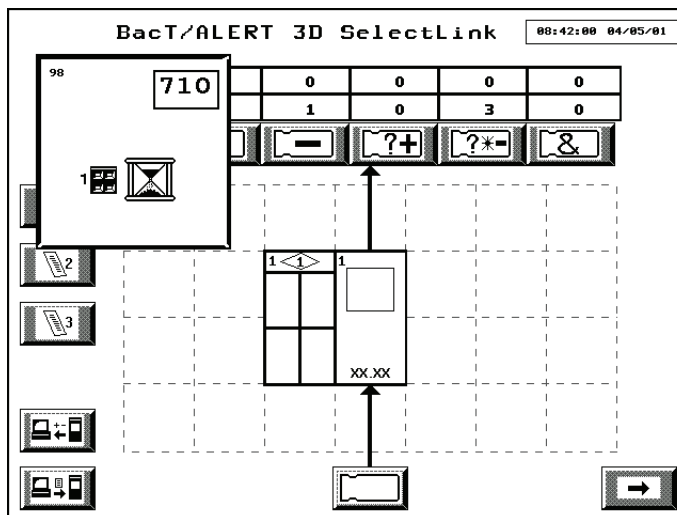 BacT/ALERT 3D SelectLink
08:42:00 04/05/01
98
710
1
0 0 0 0
1 0 3 0
− ?+ ?*- &
2
3
1 1 1
XX.XX
+-